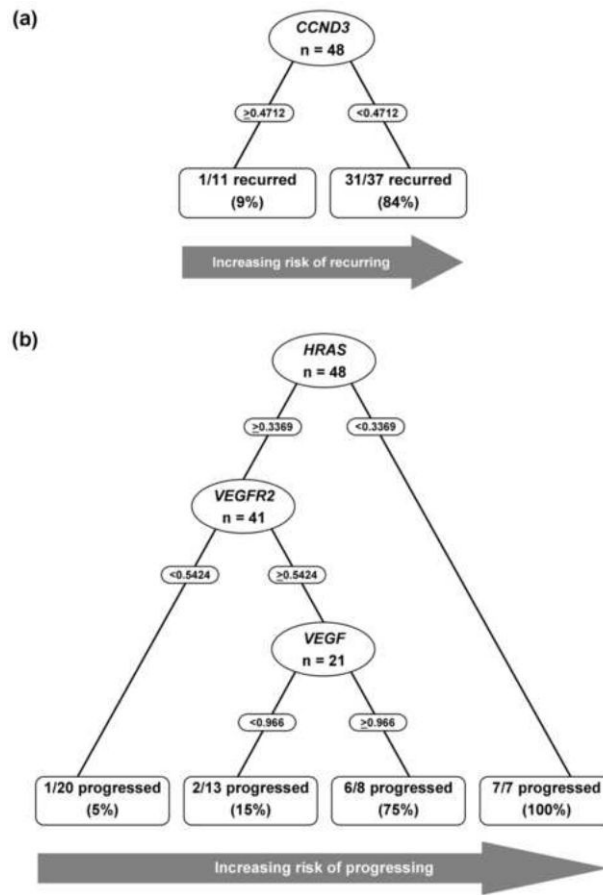 (a)
CCND3
n = 48
≥0.4712
<0.4712
1/11 recurred
(9%)
31/37 recurred
(84%)
Increasing risk of recurring
(b)
HRAS
n = 48
≥0.3369
<0.3369
VEGFR2
n = 41
<0.5424
≥0.5424
VEGF
n = 21
<0.966
≥0.966
1/20 progressed
(5%)
2/13 progressed
(15%)
6/8 progressed
(75%)
7/7 progressed
(100%)
Increasing risk of progressing